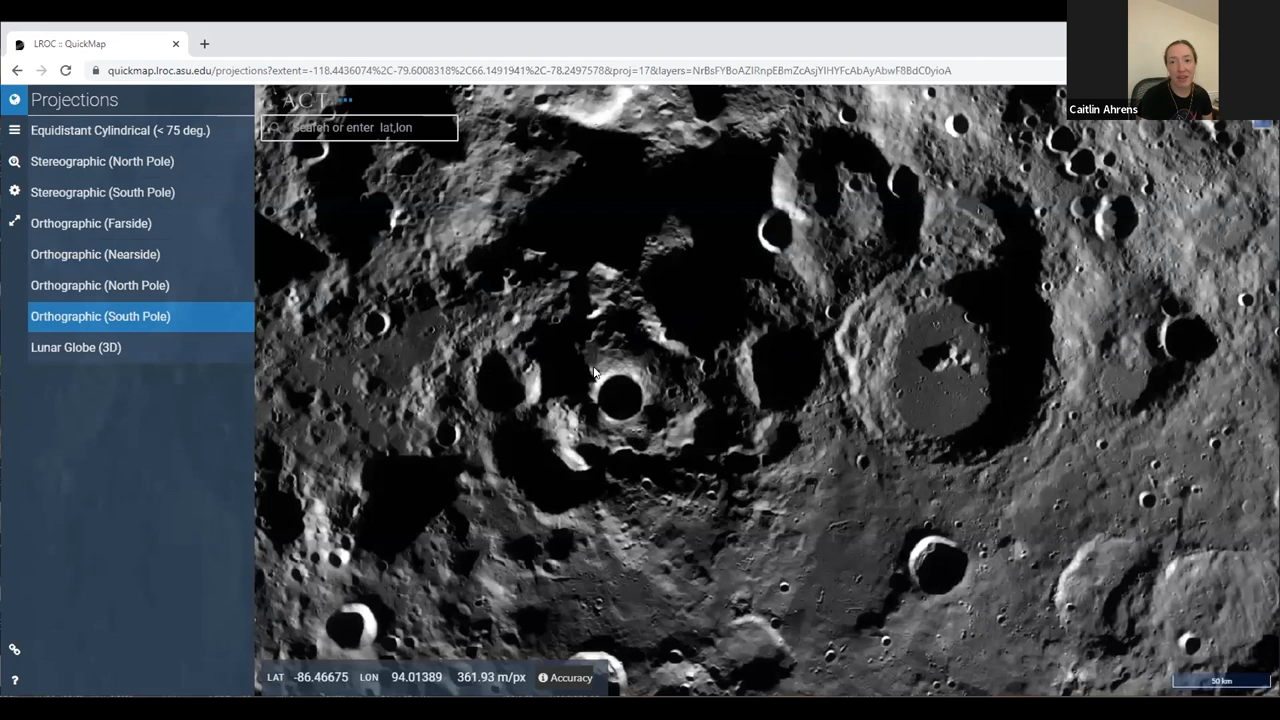 LROC :: QuickMap
quickmap.lroc.asu.edu/projections?extent=-118.4436074%2C-79.6008318%2C66.1491941%2C-78.2497578&proj=17&layers=NrBsFYBoAZIRnpEBmZcAsjYIHYFcAbAyAbwF8BdC0yioA
Caitlin Ahrens
Projections
ACT
Search or enter lat,lon
Equidistant Cylindrical (< 75 deg.)
Stereographic (North Pole)
Stereographic (South Pole)
Orthographic (Farside)
Orthographic (Nearside)
Orthographic (North Pole)
Orthographic (South Pole)
Lunar Globe (3D)
LAT -86.46675 LON 94.01389 361.93 m/px Accuracy
50 km
?